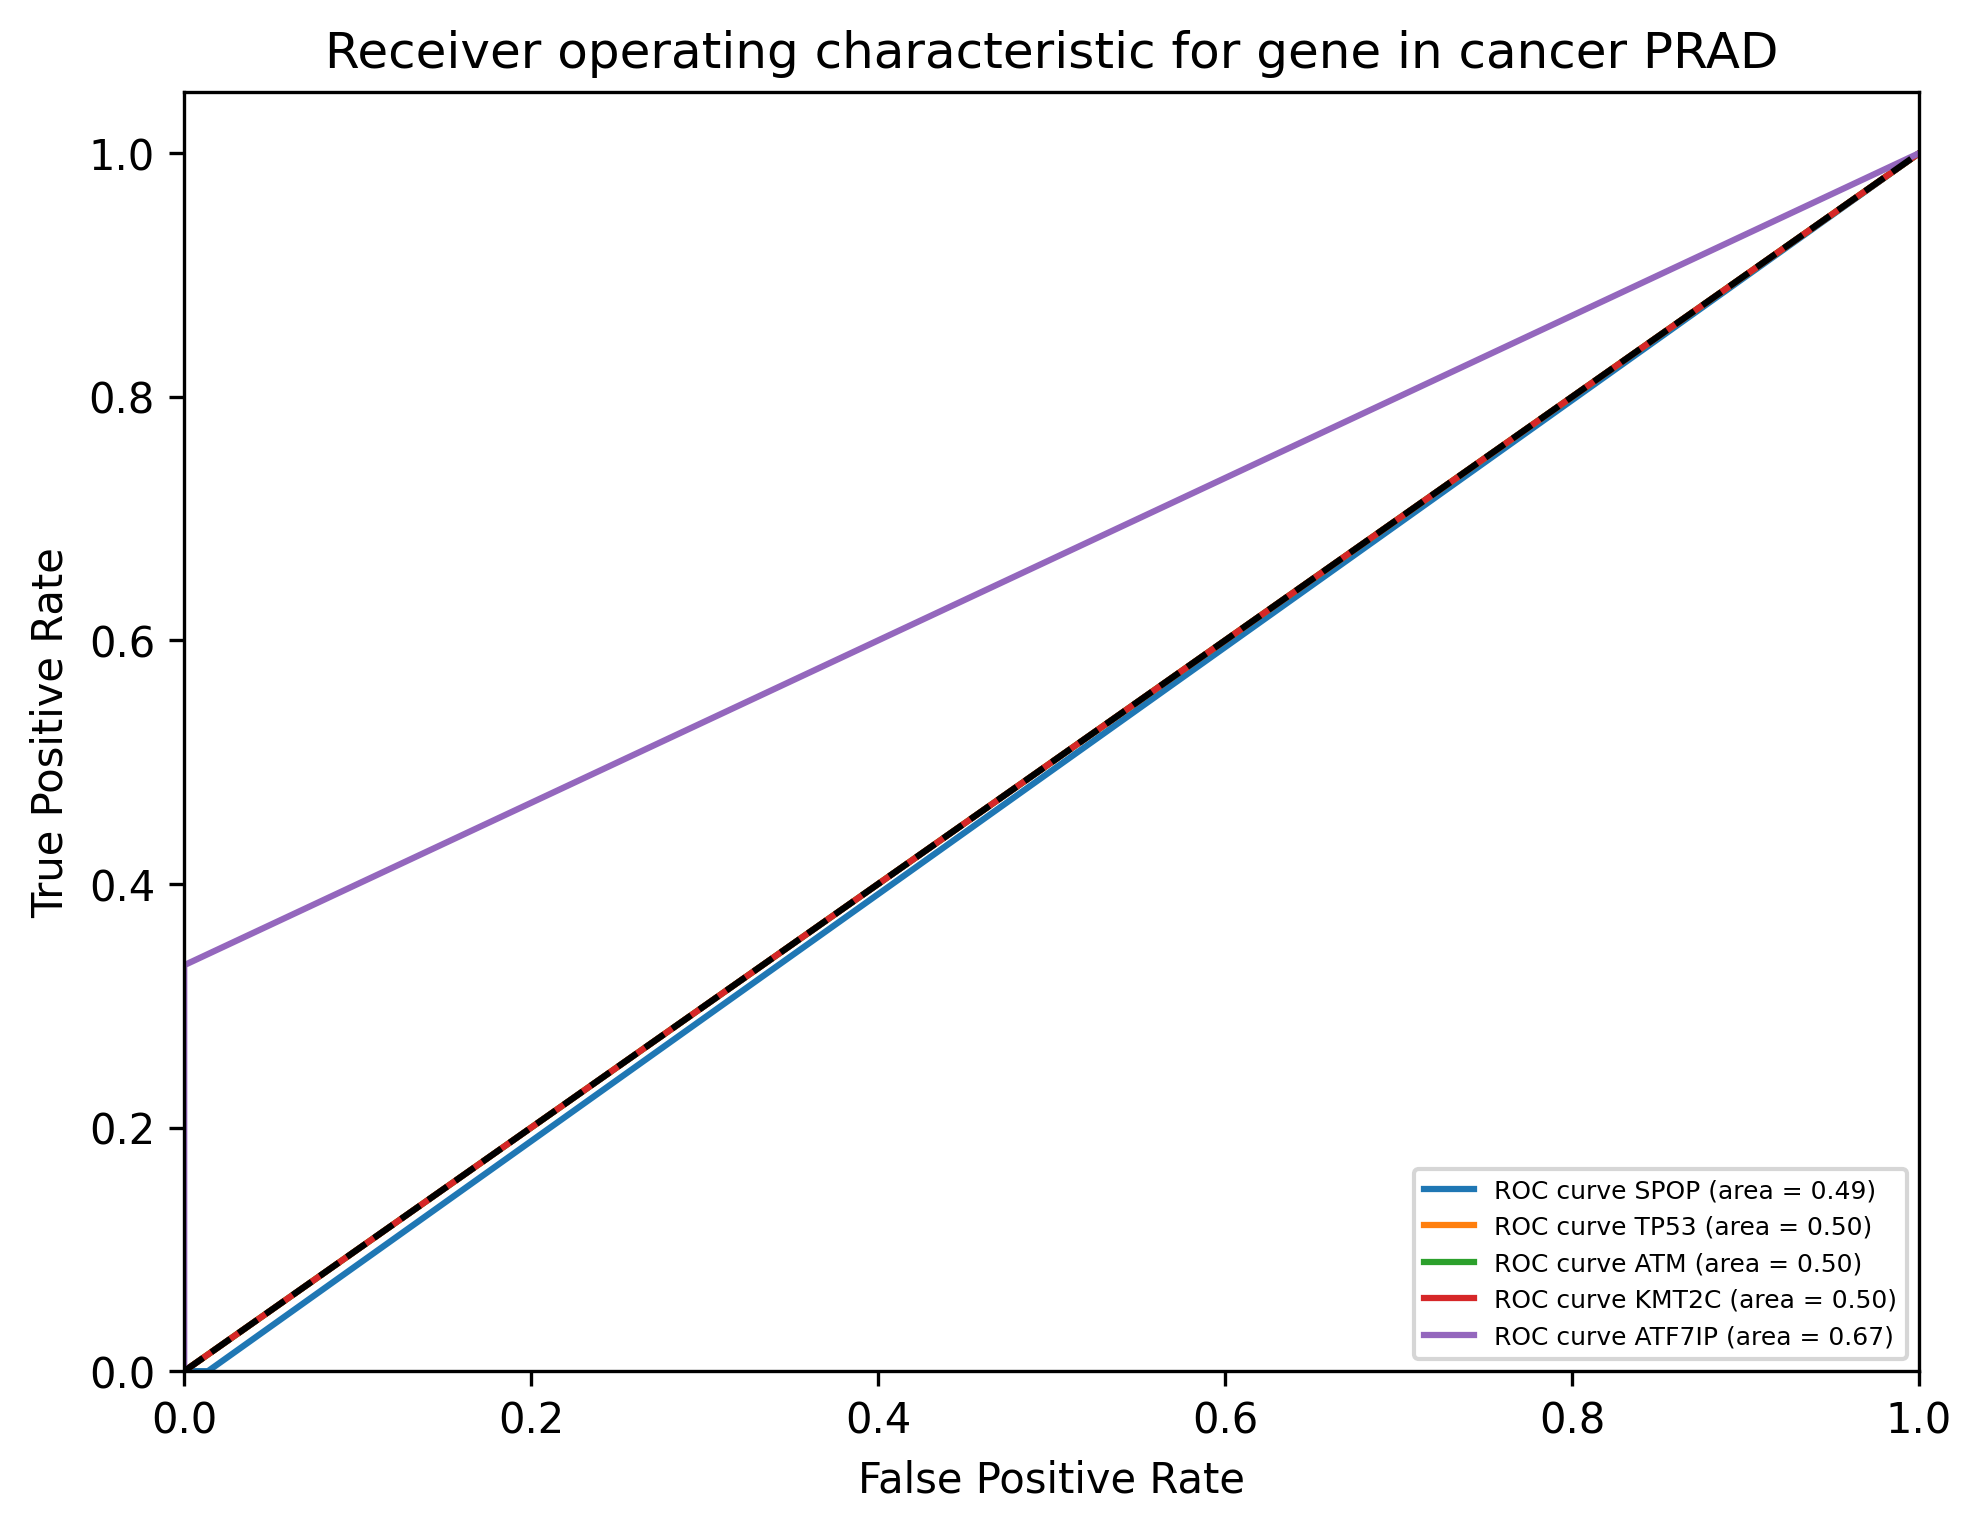 Receiver operating characteristic for gene in cancer PRAD
True Positive Rate
1.0
0.8
0.6
0.4
0.2
0.0
0.0 0.2 0.4 0.6 0.8 1.0
False Positive Rate
ROC curve SPOP (area = 0.49)
ROC curve TP53 (area = 0.50)
ROC curve ATM (area = 0.50)
ROC curve KMT2C (area = 0.50)
ROC curve ATF7IP (area = 0.67)